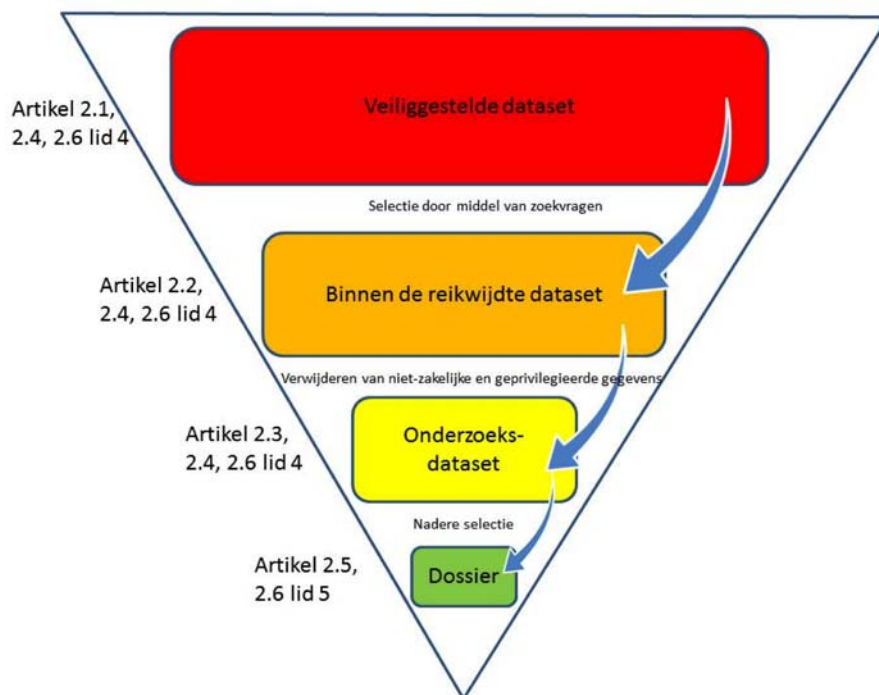 Artikel 2.1,
2.4, 2.6 lid 4
Veiliggestelde dataset
Selectie door middel van zoekvragen
Artikel 2.2,
2.4, 2.6 lid 4
Binnen de reikwijdte dataset
Verwijderen van niet-zakelijke en geprivilegieerde gegevens
Artikel 2.3,
2.4, 2.6 lid 4
Onderzoeks-
dataset
Nadere selectie
Artikel 2.5,
2.6 lid 5
Dossier